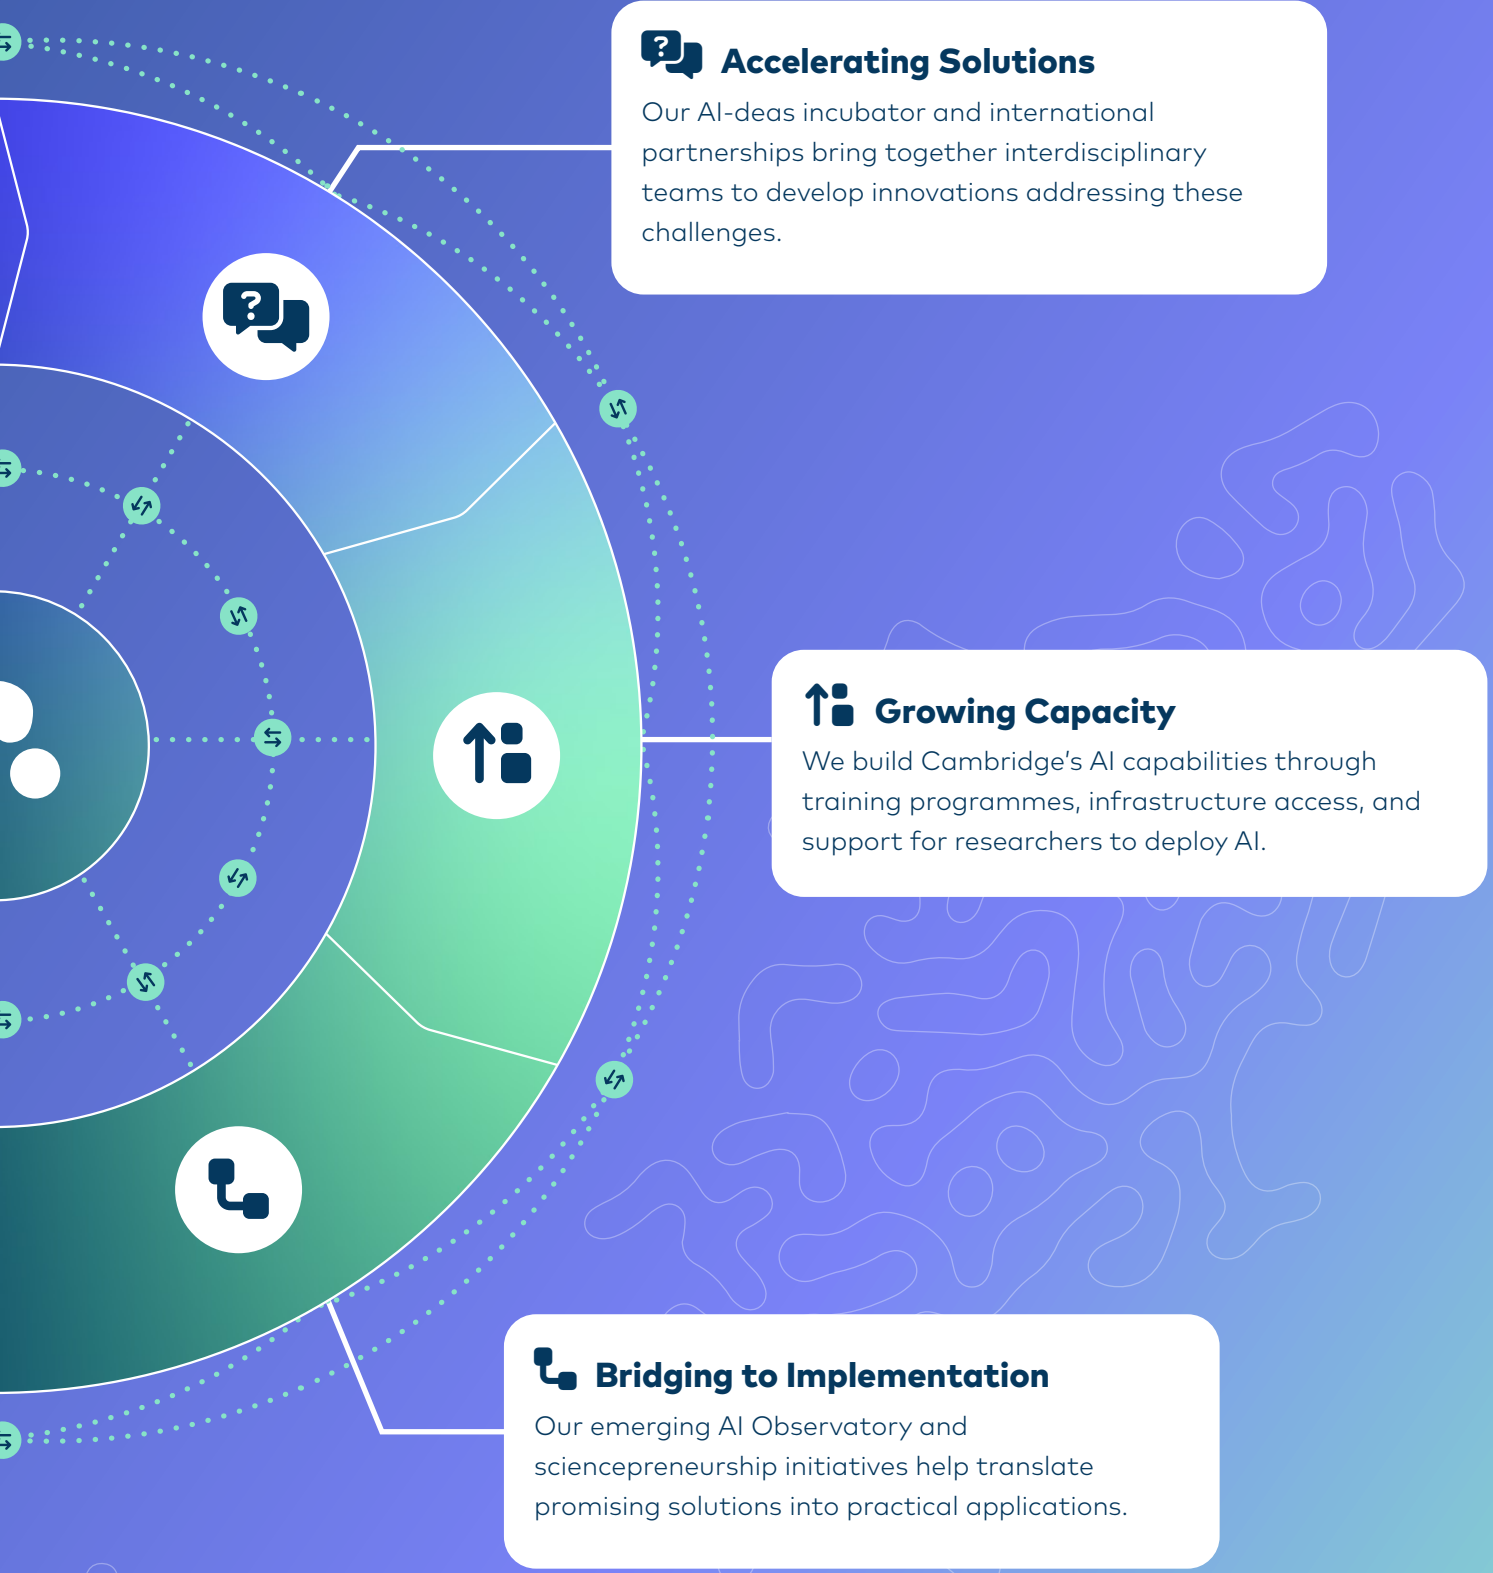 Accelerating Solutions
Our AI-deas incubator and international
partnerships bring together interdisciplinary
teams to develop innovations addressing these
challenges.
Growing Capacity
We build Cambridge’s AI capabilities through
training programmes, infrastructure access, and
support for researchers to deploy AI.
Bridging to Implementation
Our emerging AI Observatory and
sciencepreneurship initiatives help translate
promising solutions into practical applications.